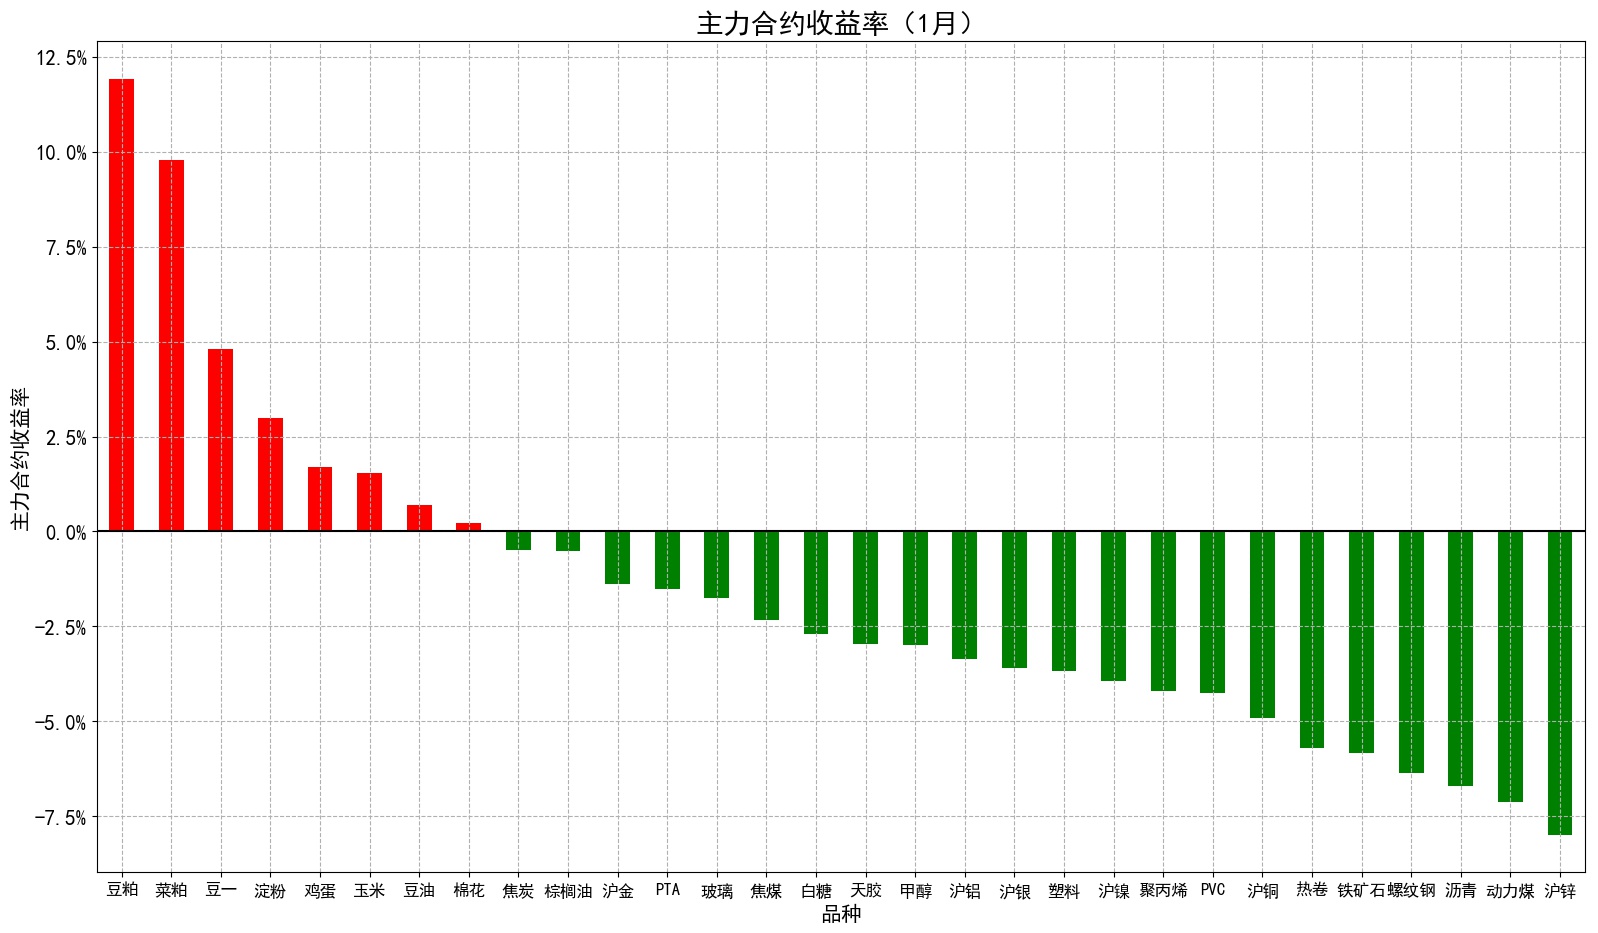 主力合约收益率（1月）
主力合约收益率
12.5%
10.0%
7.5%
5.0%
2.5%
0.0%
−2.5%
−5.0%
−7.5%
豆粕 菜粕 豆一 淀粉 鸡蛋 玉米 豆油 棉花 焦炭 棕榈油 沪金 PTA 玻璃 焦煤 白糖 天胶 甲醇 沪铝 沪银 塑料 沪镍 聚丙烯 PVC 沪铜 热卷 铁矿石 螺纹钢 沥青 动力煤 沪锌
品种